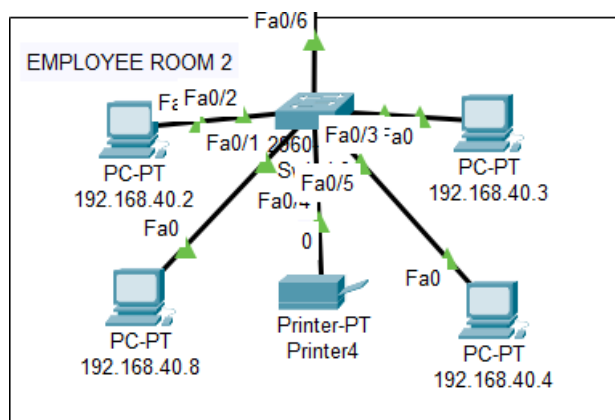 Fa0/6
EMPLOYEE ROOM 2
Fa0/2
Fa0/1
Fa0/3
Fa0
2960
Fa0/5
PC-PT
192.168.40.2
PC-PT
192.168.40.3
Fa0
0
Fa0
PC-PT
192.168.40.8
Printer-PT
Printer4
PC-PT
192.168.40.4